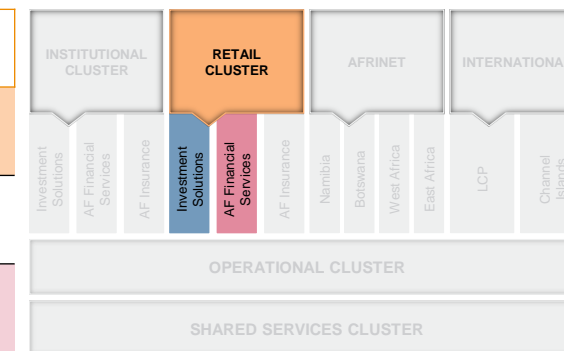 INSTITUTIONAL
CLUSTER
RETAIL
CLUSTER
AFRINET
INTERNATIONA
Investment
Solutions
AF Financial
Services
AF Insurance
Investment
Solutions
AF Financial
Services
AF Insurance
Namibia
Botswana
West Africa
East Africa
LCP
Channel
Islands
OPERATIONAL CLUSTER
SHARED SERVICES CLUSTER